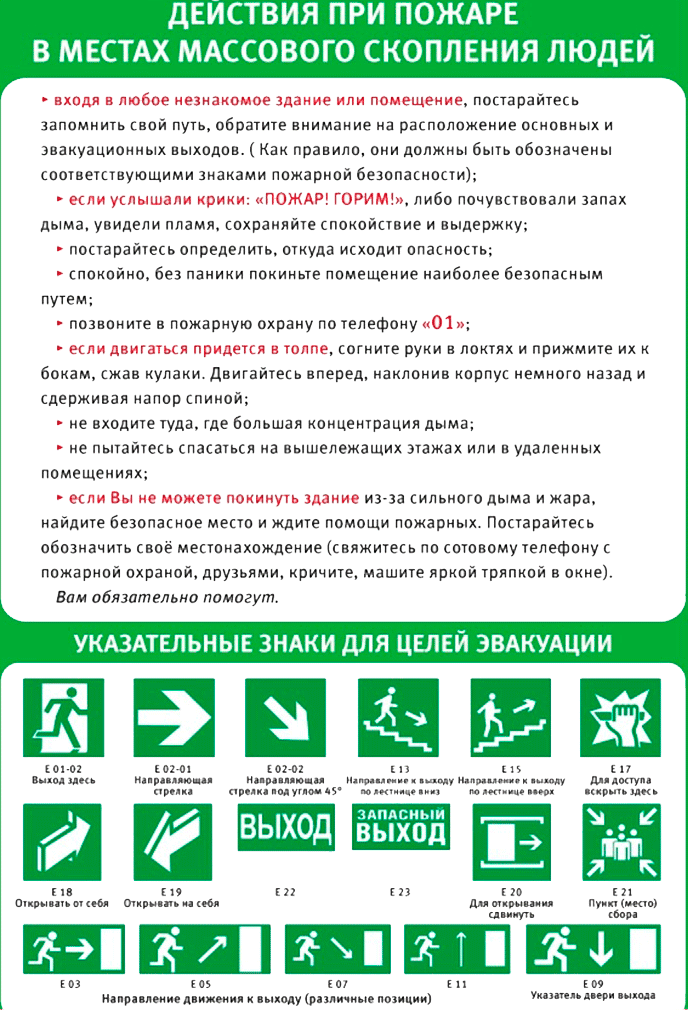 ДЕЙСТВИЯ ПРИ ПОЖАРЕ
В МЕСТАХ МАССОВОГО СКОПЛЕНИЯ ЛЮДЕЙ
‣ входя в любое незнакомое здание или помещение, постарайтесь
запомнить свой путь, обратите внимание на расположение основных и
эвакуационных выходов. ( Как правило, они должны быть обозначены
соответствующими знаками пожарной безопасности);
‣ если услышали крики: «ПОЖАР! ГОРИМ!», либо почувствовали запах
дыма, увидели пламя, сохраняйте спокойствие и выдержку;
‣ постарайтесь определить, откуда исходит опасность;
‣ спокойно, без паники покиньте помещение наиболее безопасным
путем;
‣ позвоните в пожарную охрану по телефону «01»;
‣ если двигаться придется в толпе, согните руки в локтях и прижмите их к
бокам, сжав кулаки. Двигайтесь вперед, наклонив корпус немного назад и
сдерживая напор спиной;
‣ не входите туда, где большая концентрация дыма;
‣ не пытайтесь спасаться на вышележащих этажах или в удаленных
помещениях;
‣ если Вы не можете покинуть здание из-за сильного дыма и жара,
найдите безопасное место и ждите помощи пожарных. Постарайтесь
обозначить своё местонахождение (свяжитесь по сотовому телефону с
пожарной охраной, друзьями, кричите, машите яркой тряпкой в окне).
Вам обязательно помогут.
УКАЗАТЕЛЬНЫЕ ЗНАКИ ДЛЯ ЦЕЛЕЙ ЭВАКУАЦИИ
E 01-02
Выход здесь
E 02-01
Направляющая
стрелка
E 02-02
Направляющая
стрелка под углом 45°
E 13
Направление к выходу
по лестнице вниз
E 15
Направление к выходу
по лестнице вверх
E 17
Для доступа
вскрыть здесь
E 18
Открывать от себя
E 19
Открывать на себя
ВЫХОД
E 22
ЗАПАСНЫЙ
ВЫХОД
E 23
E 20
Для открывания
сдвинуть
E 21
Пункт (место)
сбора
E 03
E 05
E 07
E 11
Направление движения к выходу (различные позиции)
E 09
Указатель двери выхода